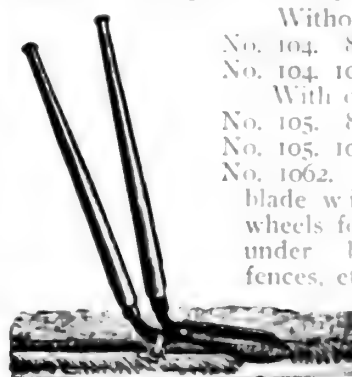 Witho
No. 104. 8
No. 104. 10
With
No. 105. 8
No. 105. 10
No. 1062.
blade wi
wheels fo
under
fences, et